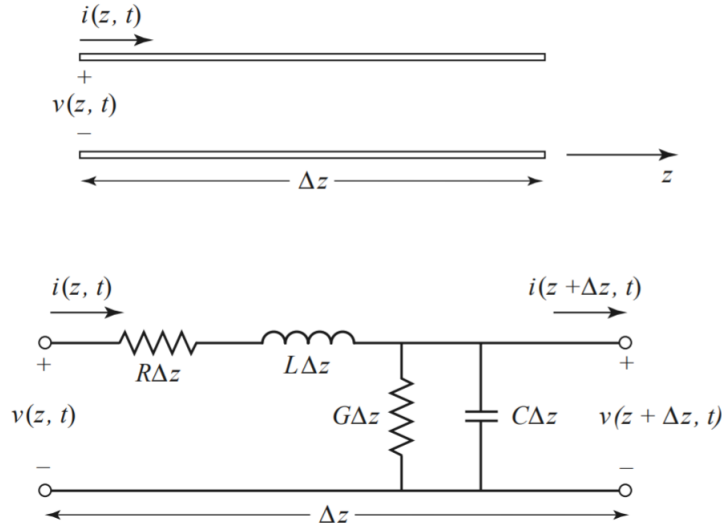 i(z, t)
+
v(z, t)
−
Δz
z
i(z, t)
i(z +Δz, t)
+
RΔz
LΔz
+
v(z, t)
GΔz
CΔz
v(z + Δz, t)
−
−
Δz